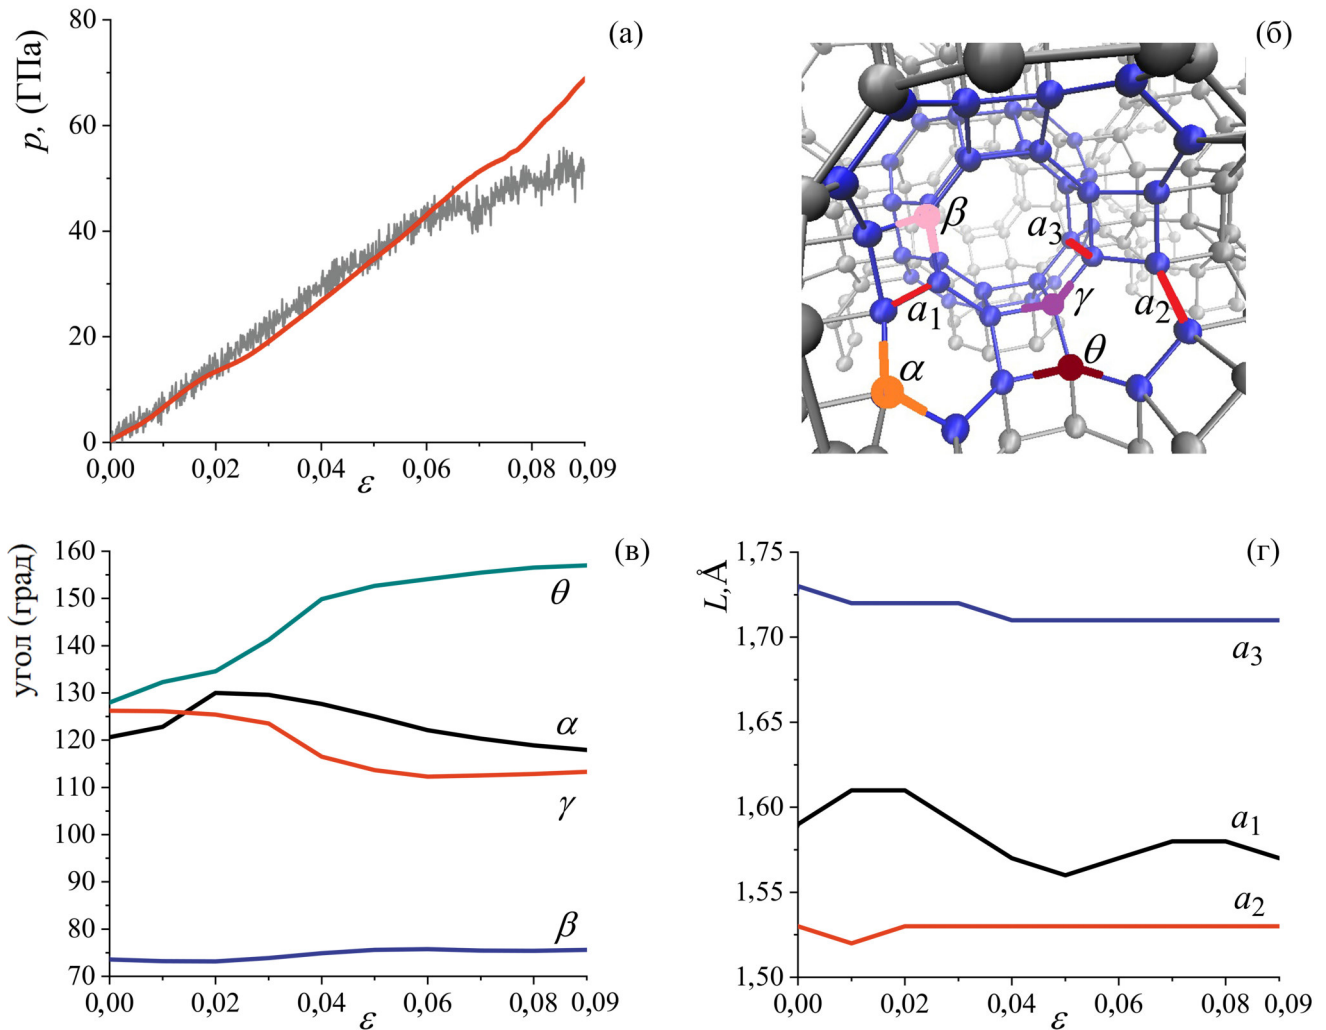 (а)
p, (ГПа)
80
60
40
20
0
0,00
0,02
0,04
0,06
0,08
0,09
ε
(б)
β
a3
a1
γ
a2
α
θ
(в)
угол (град)
160
150
140
130
120
110
100
90
80
70
θ
α
γ
β
0,00
0,02
0,04
0,06
0,08
0,09
ε
(г)
L,Å
1,75
1,70
1,65
1,60
1,55
1,50
a3
a1
a2
0,00
0,02
0,04
0,06
0,08
0,09
ε